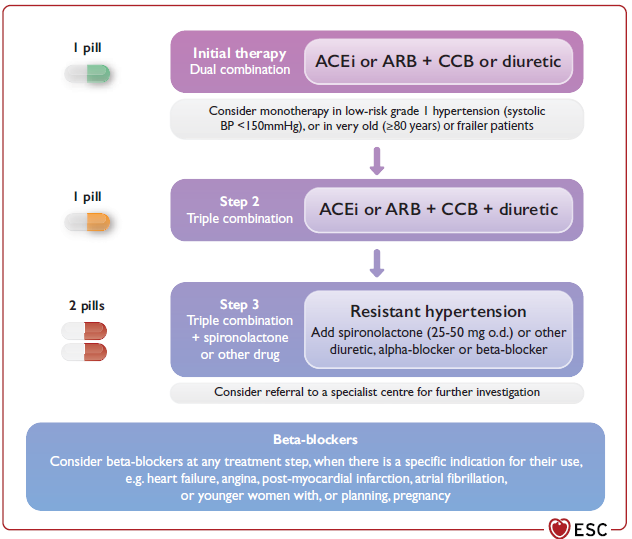 1 pill
Initial therapy
Dual combination
ACEi or ARB + CCB or diuretic
Consider monotherapy in low-risk grade 1 hypertension (systolic
BP <150mmHg), or in very old (≥80 years) or frailer patients
1 pill
Step 2
Triple combination
ACEi or ARB + CCB + diuretic
2 pills
Step 3
Triple combination
+ spironolactone
or other drug
Resistant hypertension
Add spironolactone (25-50 mg o.d.) or other
diuretic, alpha-blocker or beta-blocker
Consider referral to a specialist centre for further investigation
Beta-blockers
Consider beta-blockers at any treatment step, when there is a specific indication for their use,
e.g. heart failure, angina, post-myocardial infarction, atrial fibrillation,
or younger women with, or planning, pregnancy
ESC